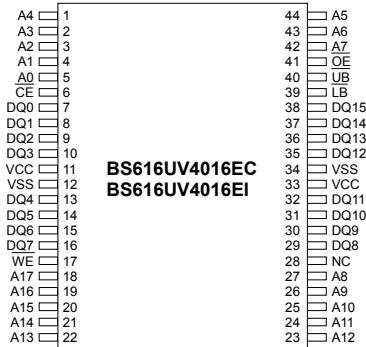 A4 1 44 A5
A3 2 43 A6
A2 3 42 A7
A1 4 41 OE
A0 5 40 UB
CE 6 39 LB
DQ0 7 38 DQ15
DQ1 8 37 DQ14
DQ2 9 36 DQ13
DQ3 10 35 DQ12
VCC 11 BS616UV4016EC 34 VSS
VSS 12 BS616UV4016EI 33 VCC
DQ4 13 32 DQ11
DQ5 14 31 DQ10
DQ6 15 30 DQ9
DQ7 16 29 DQ8
WE 17 28 NC
A17 18 27 A8
A16 19 26 A9
A15 20 25 A10
A14 21 24 A11
A13 22 23 A12